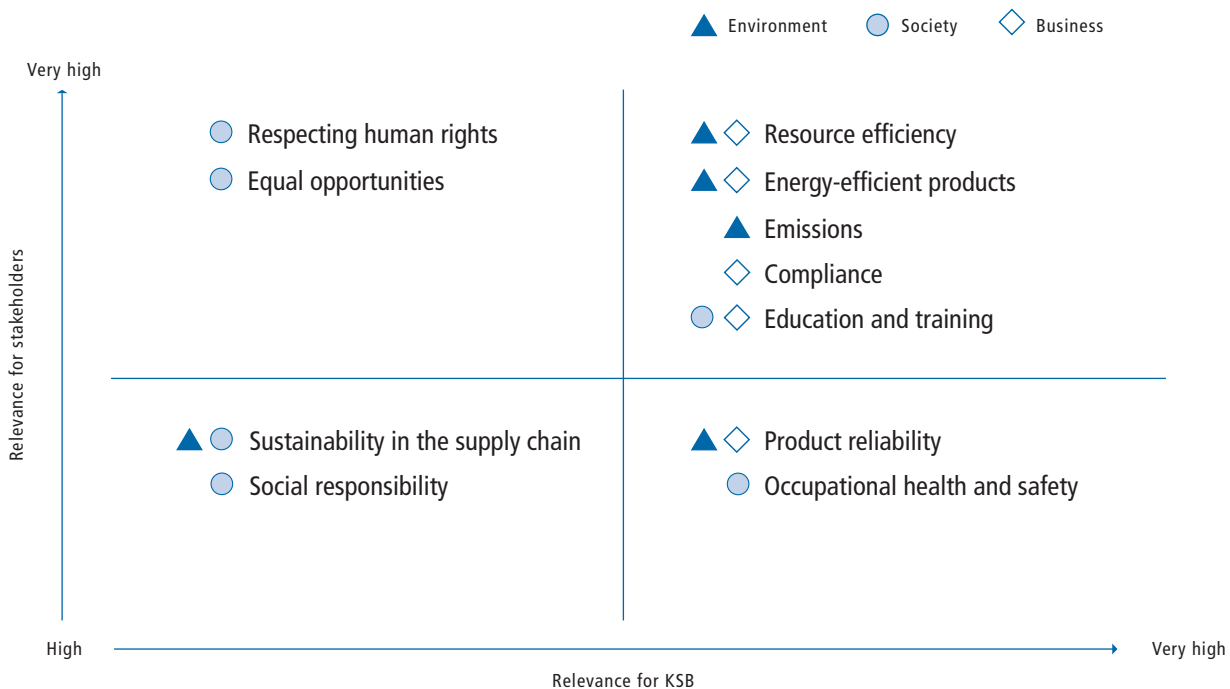 Environment
Society
Business
Very high
Respecting human rights
Equal opportunities
Resource efficiency
Energy-efficient products
Emissions
Compliance
Education and training
Relevance for stakeholders
Sustainability in the supply chain
Social responsibility
Product reliability
Occupational health and safety
High
Very high
Relevance for KSB